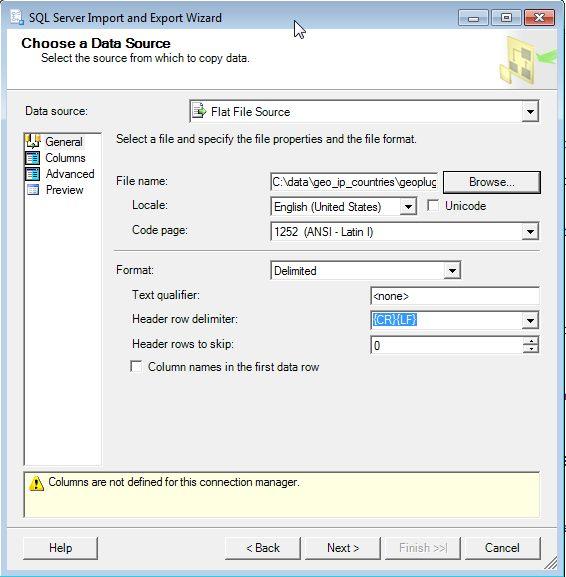 SQL Server Import and Export Wizard
Choose a Data Source
Select the source from which to copy data.
Data source:
Flat File Source
General
Columns
Advanced
Preview
Select a file and specify the file properties and the file format.
File name:
C:\data\geo_ip_countries\geoplug
Browse...
Locale:
English (United States)
Unicode
Code page:
1252 (ANSI - Latin I)
Format:
Delimited
Text qualifier:
<none>
Header row delimiter:
{CR}{LF}
Header rows to skip:
0
Column names in the first data row
Columns are not defined for this connection manager.
Help
< Back
Next >
Finish >>|
Cancel